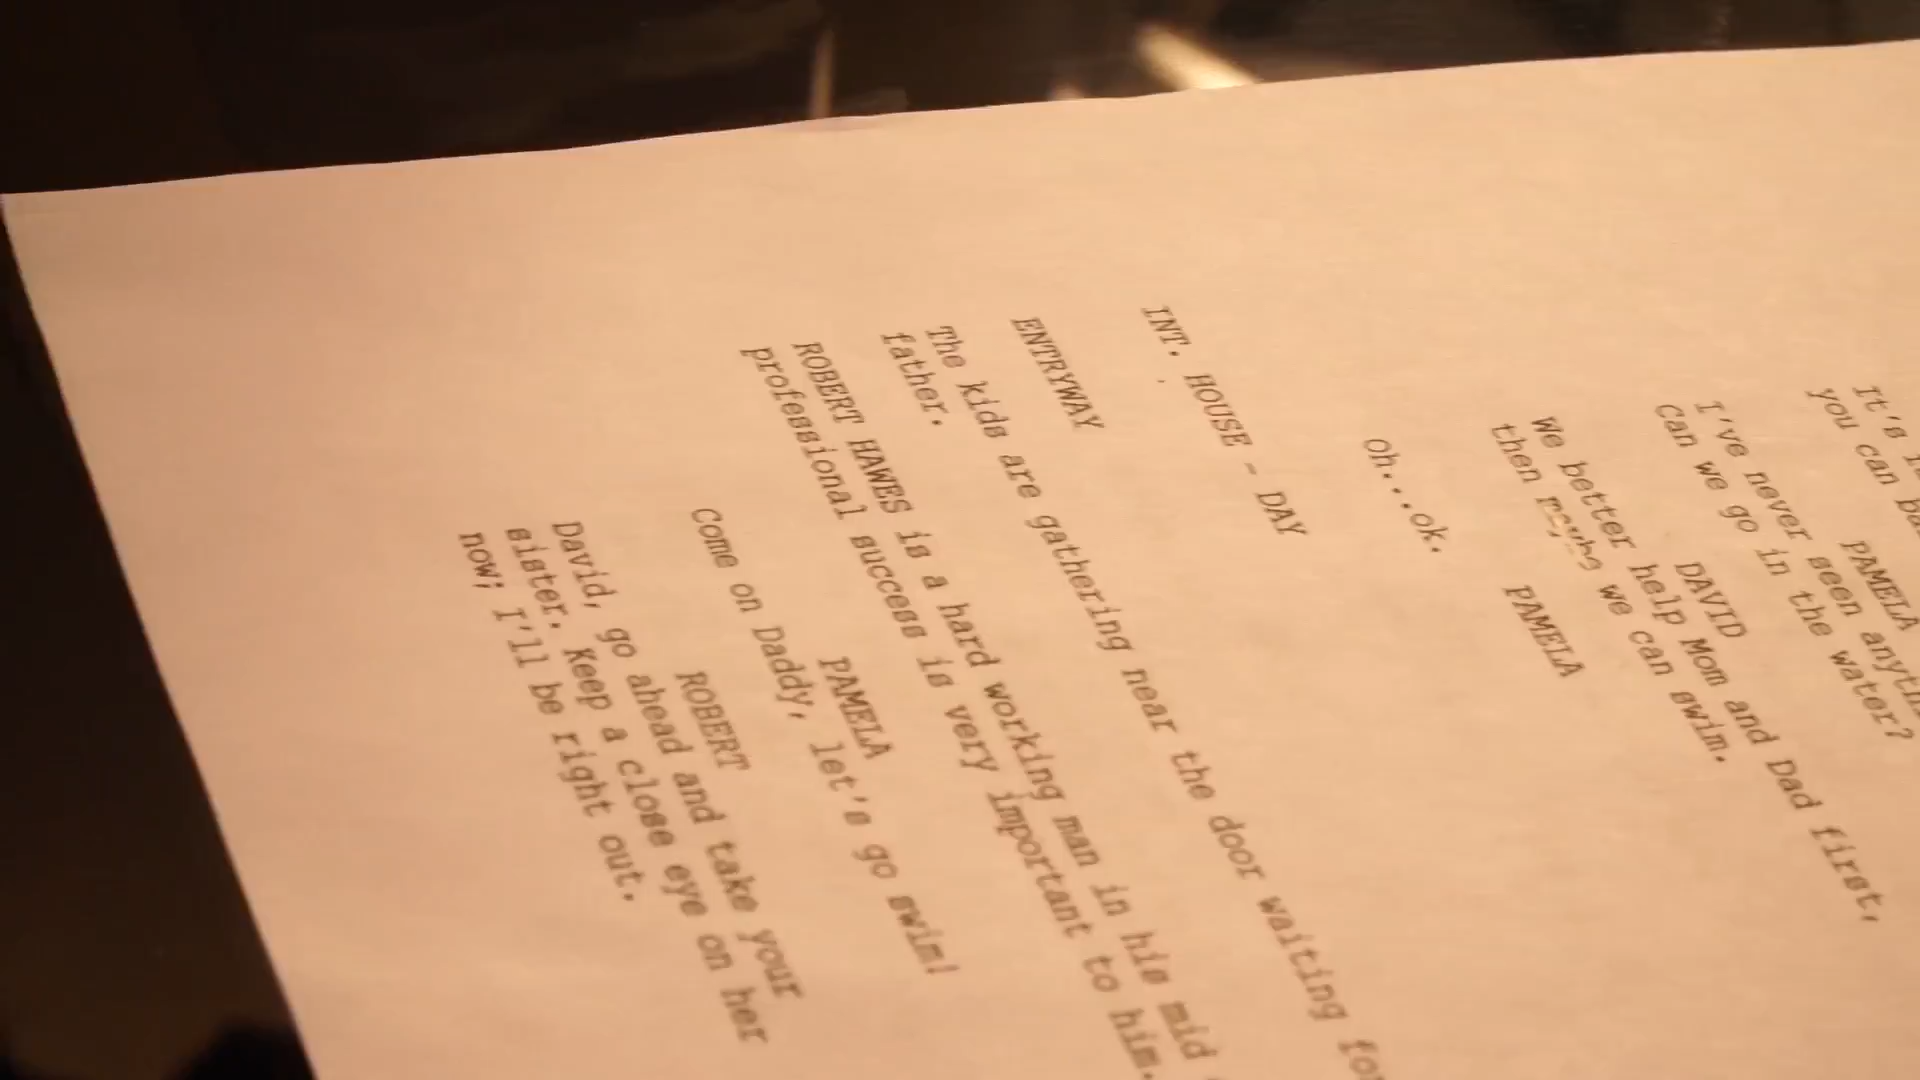 It's
you can
PAMELA
I've never seen
Can we go in the water?
DAVID
We better help Mom and Dad first,
then maybe we can swim.
PAMELA
Oh...ok.
INT. HOUSE - DAY
ENTRYWAY
The kids are gathering near the door waiting
father.
ROBERT HAWES is a hard working man in his mid
professional success is very important to him.
PAMELA
Come on Daddy, let's go swim!
ROBERT
David, go ahead and take your
sister. Keep a close eye on her
now; I'll be right out.